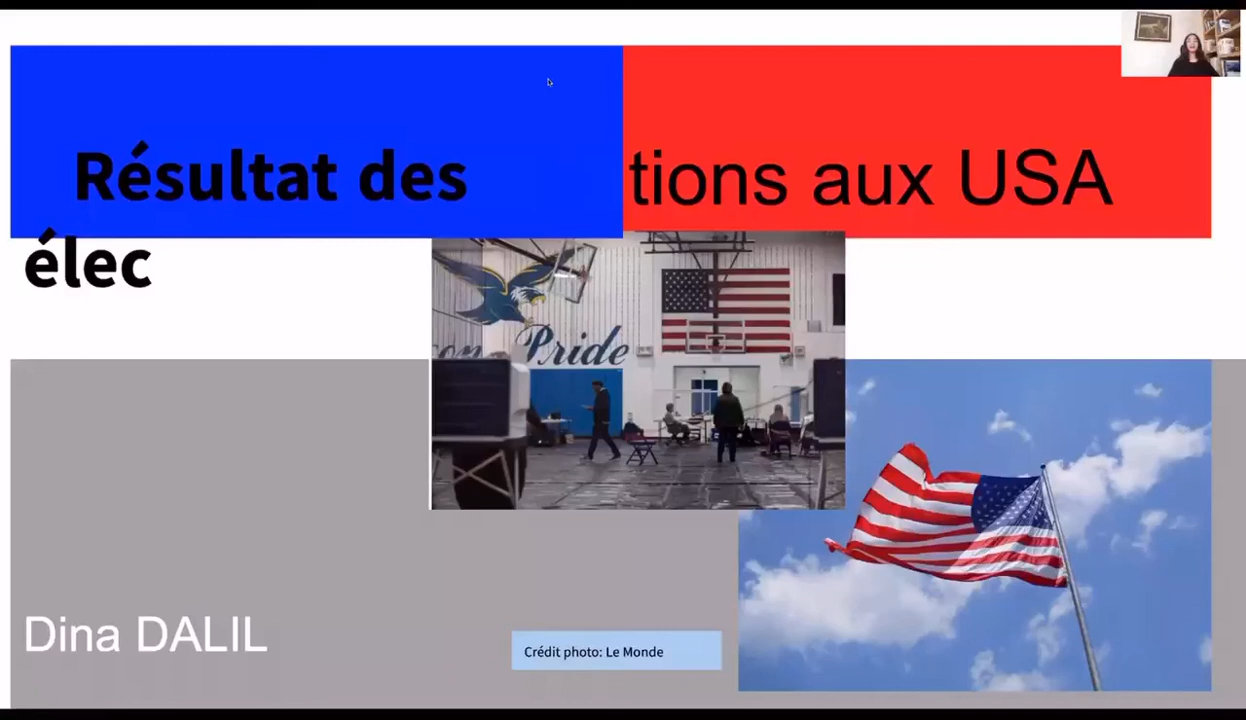 Résultat des
tions aux USA
élec
Pride
Dina DALIL
Crédit photo: Le Monde